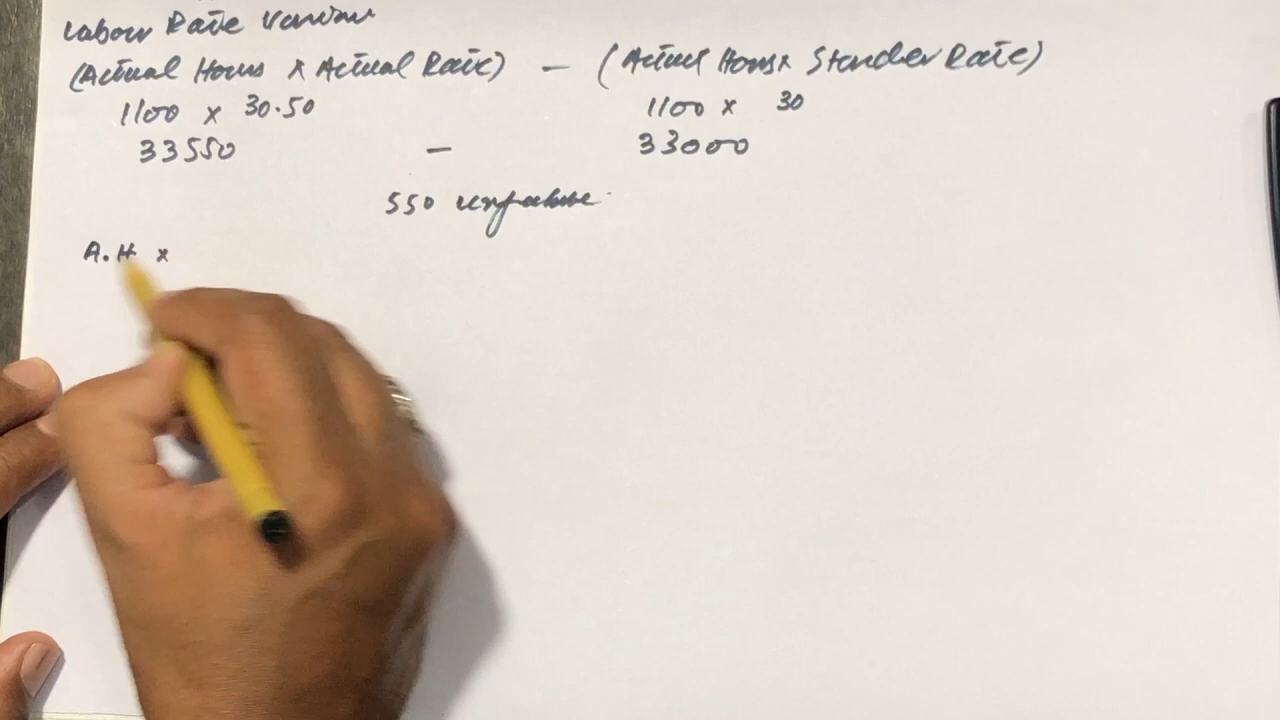 Labour Rate Variance
(Actual Hours x Actual Rate) - (Actual Hours x Standard Rate)
1100 x 30.50 1100 x 30
33550 - 33000
550 unfavorable
A.H x